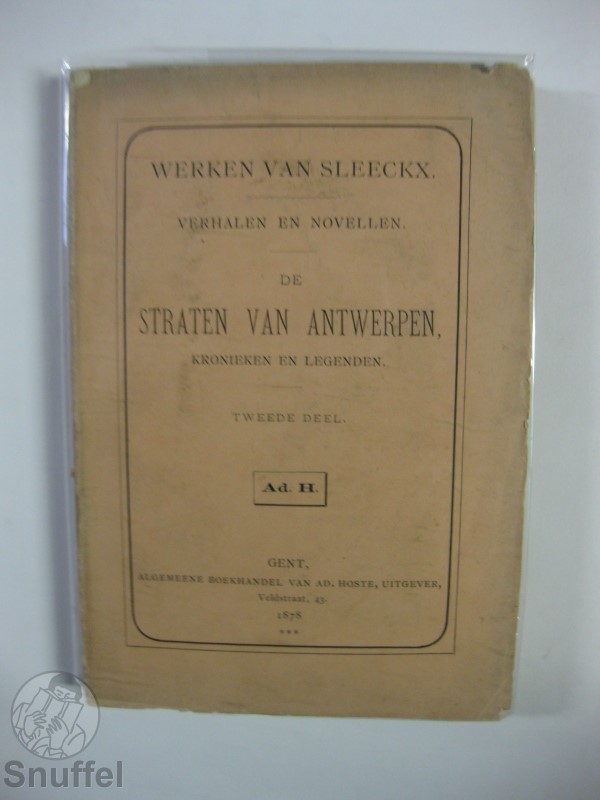 WERKEN VAN SLEECKX.
VERHALEN EN NOVELLEN.
DE
STRATEN VAN ANTWERPEN,
KRONIEKEN EN LEGENDEN.
TWEEDE DEEL.
Ad. H.
GENT,
ALGEMEENE BOEKHANDEL VAN AD. HOSTE, UITGEVER,
Veldstraat, 45.
1878
Snuffel